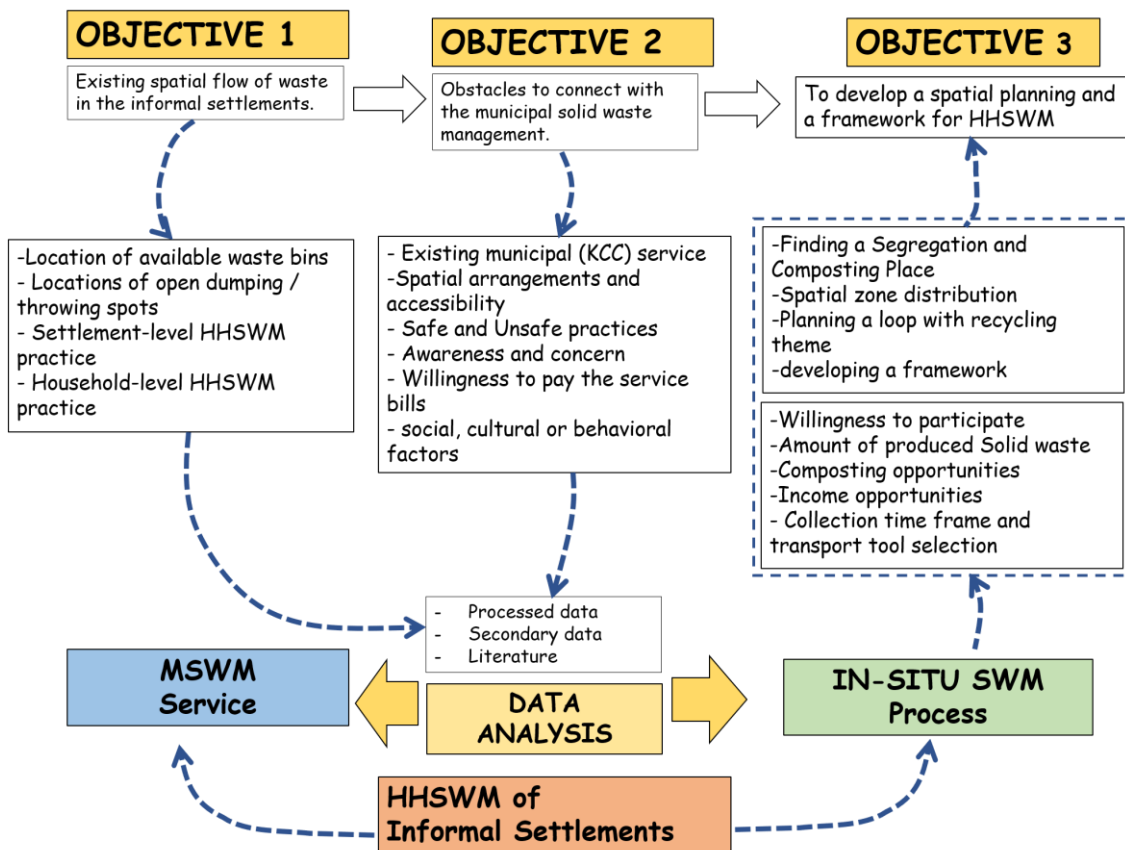 OBJECTIVE 1
Existing spatial flow of waste
in the informal settlements.
OBJECTIVE 2
Obstacles to connect with
the municipal solid waste
management.
OBJECTIVE 3
To develop a spatial planning and
a framework for HHSWM
-Location of available waste bins
- Locations of open dumping /
throwing spots
- Settlement-level HHSWM
practice
- Household-level HHSWM
practice
- Existing municipal (KCC) service
-Spatial arrangements and
accessibility
- Safe and Unsafe practices
- Awareness and concern
- Willingness to pay the service
bills
- social, cultural or behavioral
factors
-Finding a Segregation and
Composting Place
-Spatial zone distribution
-Planning a loop with recycling
theme
-developing a framework
-Willingness to participate
-Amount of produced Solid waste
-Composting opportunities
-Income opportunities
- Collection time frame and
transport tool selection
- Processed data
- Secondary data
- Literature
MSWM
Service
DATA
ANALYSIS
IN-SITU SWM
Process
HHSWM of
Informal Settlements